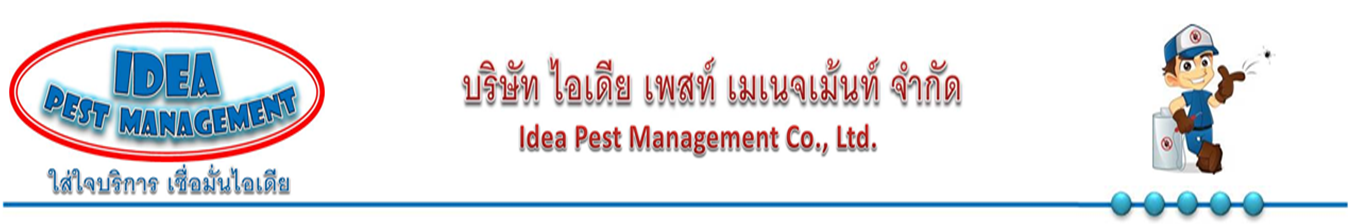 IDEA
PEST MANAGEMENT
ใส่ใจบริการ เชื่อมั่นไอเดีย
บริษัท ไอเดีย เพสท์ เมเนจเม้นท์ จำกัด
Idea Pest Management Co., Ltd.